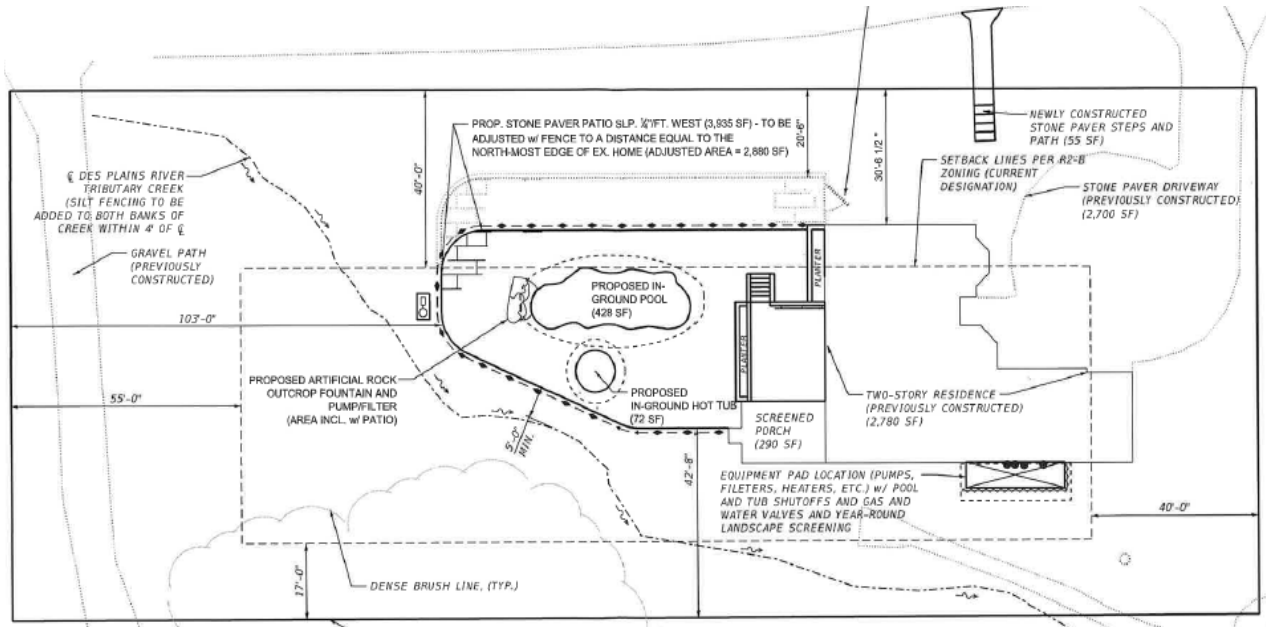 PROP. STONE PAVER PATIO SLP. ¼"/FT. WEST (3,935 SF) - TO BE
ADJUSTED w/ FENCE TO A DISTANCE EQUAL TO THE
NORTH-MOST EDGE OF EX. HOME (ADJUSTED AREA = 2,880 SF)
40'-0"
20'-6"
30'-6 1/2"
NEWLY CONSTRUCTED
STONE PAVER STEPS AND
PATH (55 SF)
SETBACK LINES PER R2-B
ZONING (CURRENT
DESIGNATION)
STONE PAVER DRIVEWAY
(PREVIOUSLY CONSTRUCTED)
(2,700 SF)
℄ DES PLAINS RIVER
TRIBUTARY CREEK
(SILT FENCING TO BE
ADDED TO BOTH BANKS OF
CREEK WITHIN 4' OF ℄
GRAVEL PATH
(PREVIOUSLY
CONSTRUCTED)
PROPOSED IN-
GROUND POOL
(428 SF)
PLANTER
103'-0"
PLANTER
PROPOSED ARTIFICIAL ROCK
OUTCROP FOUNTAIN AND
PUMP/FILTER
(AREA INCL. w/ PATIO)
55'-0"
PROPOSED
IN-GROUND HOT TUB
(72 SF)
TWO-STORY RESIDENCE
(PREVIOUSLY CONSTRUCTED)
(2,780 SF)
SCREENED
PORCH
(290 SF)
5'-0"
MIN.
42'-8"
EQUIPMENT PAD LOCATION (PUMPS,
FILETERS, HEATERS, ETC.) w/ POOL
AND TUB SHUTOFFS AND GAS AND
WATER VALVES AND YEAR-ROUND
LANDSCAPE SCREENING
40'-0"
17'-0"
DENSE BRUSH LINE, (TYP.)